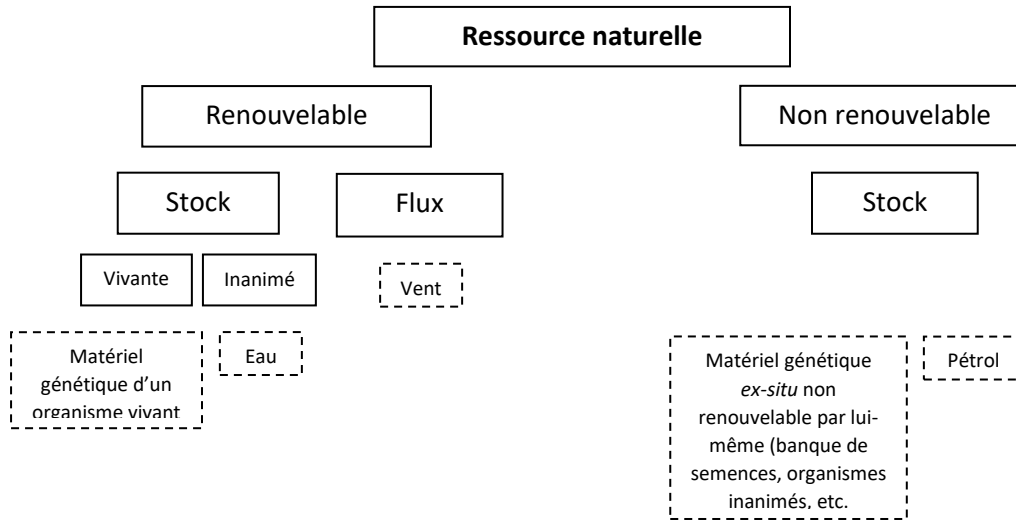 Ressource naturelle
Renouvelable
Non renouvelable
Stock
Flux
Stock
Vivante
Inanimé
Vent
Matériel
génétique d'un
organisme vivant
Eau
Matériel génétique
ex-situ non
renouvelable par lui-
même (banque de
semences, organismes
inanimés, etc.
Pétrol